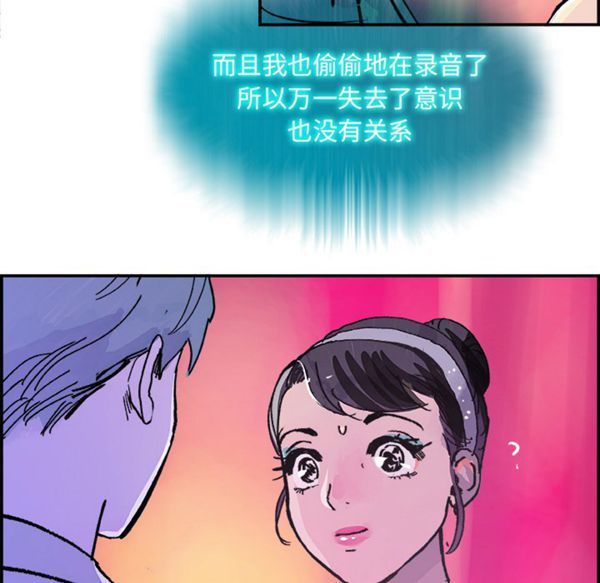 而且我也偷偷地在录音了
所以万一失去了意识
也没有关系
?